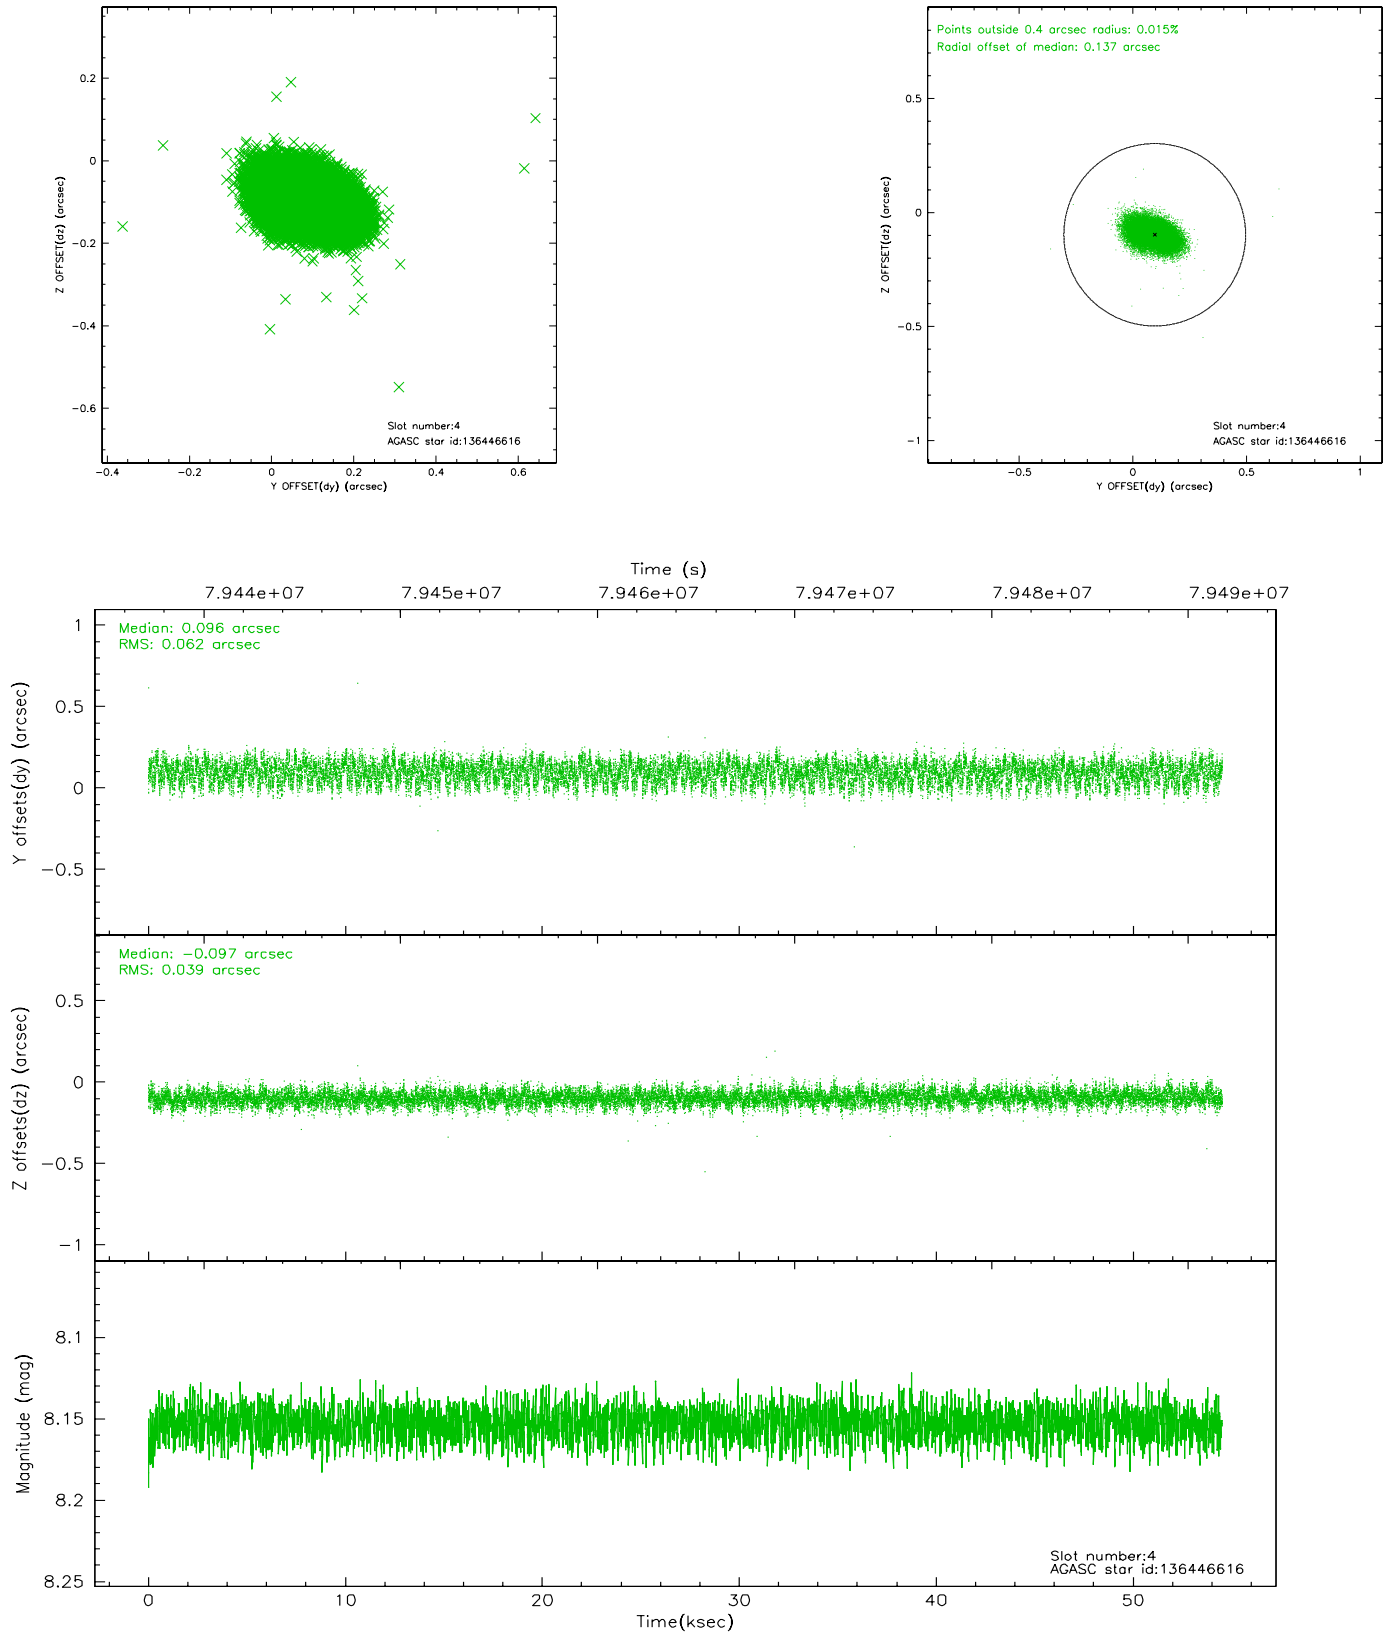 0.2
0
−0.2
−0.4
−0.6
Z OFFSET(dz) (arcsec)
Slot number:4
AGASC star id:136446616
−0.4
−0.2
0
0.2
0.4
0.6
Y OFFSET(dy) (arcsec)
Points outside 0.4 arcsec radius: 0.015%
Radial offset of median: 0.137 arcsec
0.5
0
−0.5
−1
Z OFFSET(dz) (arcsec)
Slot number:4
AGASC star id:136446616
−0.5
0
0.5
1
Y OFFSET(dy) (arcsec)
Time (s)
7.944e+07
7.945e+07
7.946e+07
7.947e+07
7.948e+07
7.949e+07
Median: 0.096 arcsec
RMS: 0.062 arcsec
1
0.5
0
−0.5
Y offsets(dy) (arcsec)
Median: −0.097 arcsec
RMS: 0.039 arcsec
0.5
0
−0.5
−1
Z offsets(dz) (arcsec)
8.1
8.15
8.2
8.25
Magnitude (mag)
Slot number:4
AGASC star id:136446616
0
10
20
30
40
50
Time(ksec)